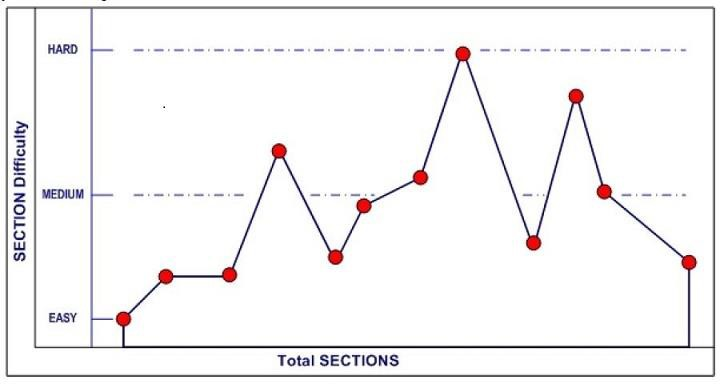 HARD
MEDIUM
EASY
SECTION Difficulty
Total SECTIONS